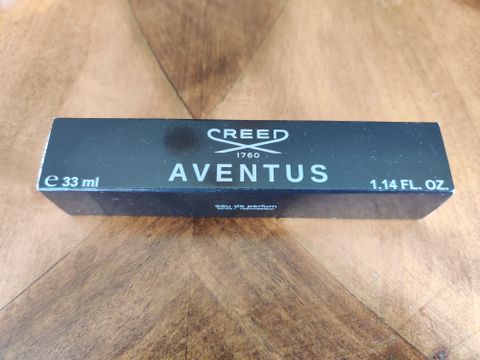 CREED
1760
℮ 33 ml
AVENTUS
1.14 FL. OZ.
eau de parfum